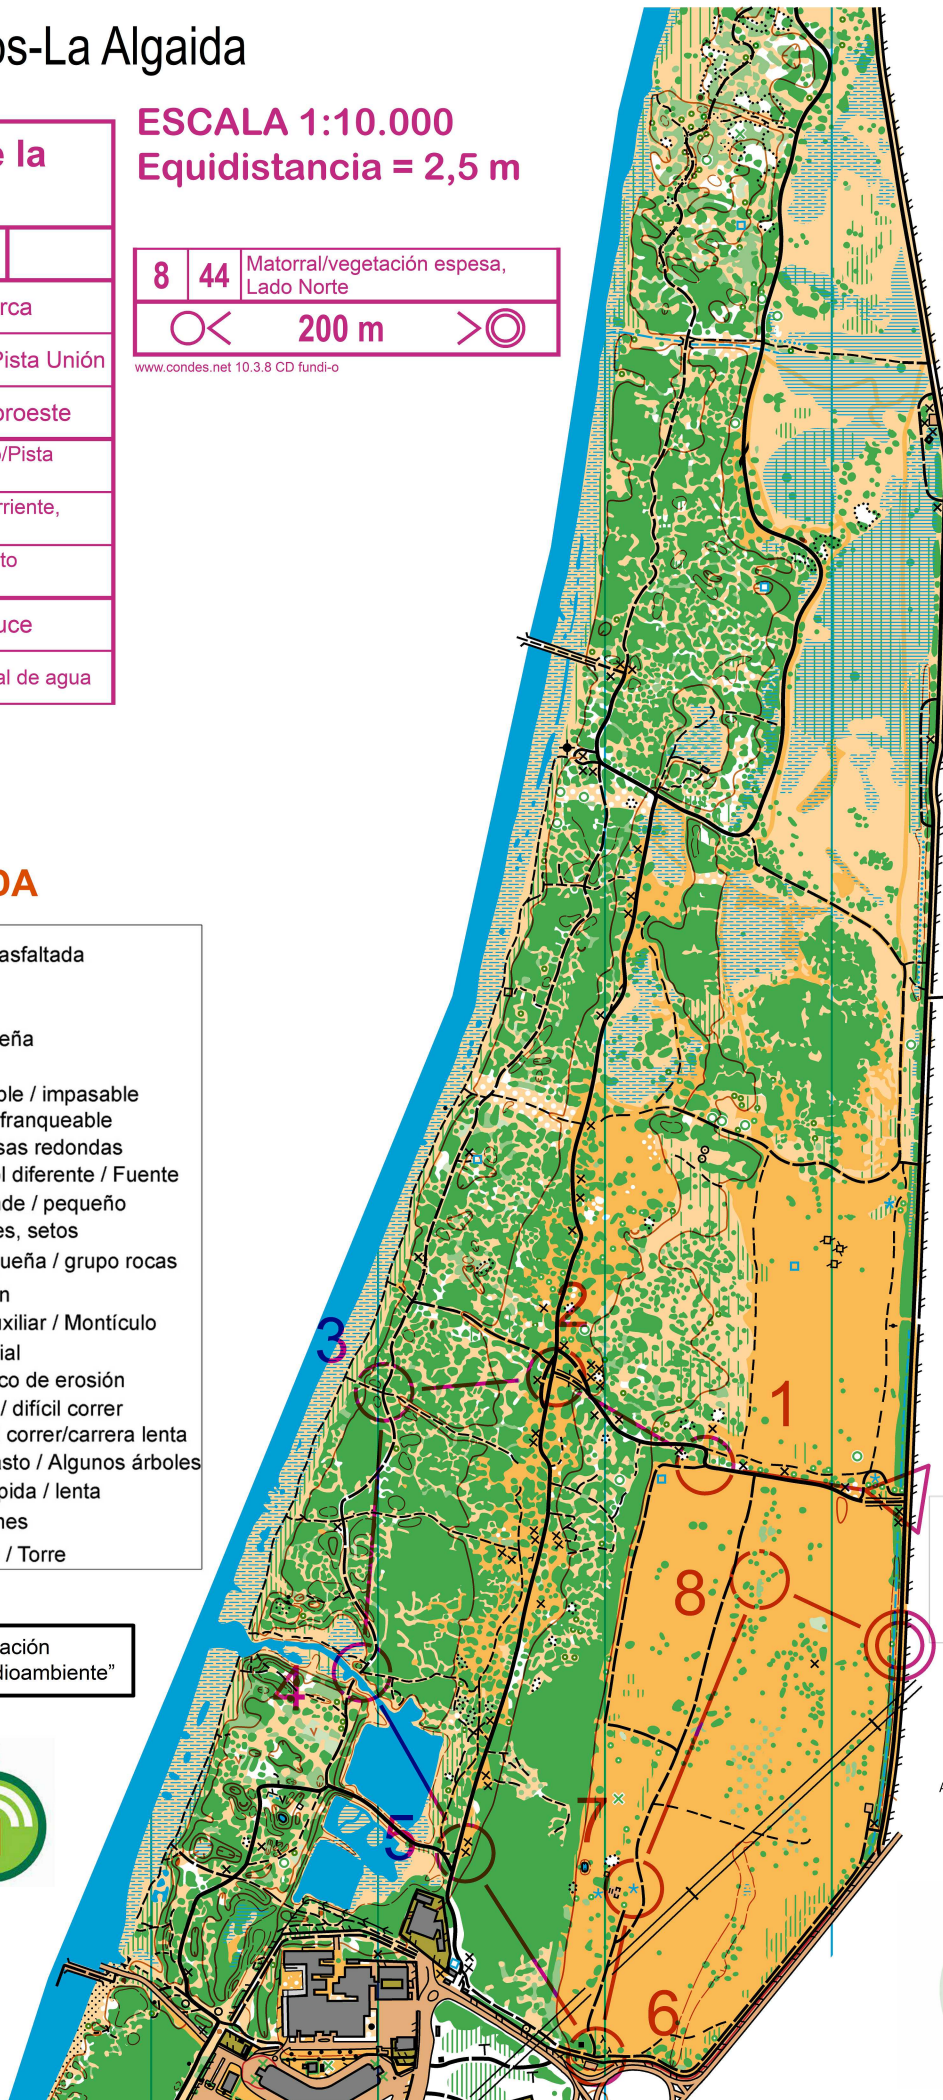 os-La Algaida
e la
ESCALA 1:10.000
Equidistancia = 2,5 m
8 44 Matorral/vegetación espesa,
Lado Norte
200 m
www.condes.net 10.3.8 CD fundi-o
rca
Pista Unión
oroeste
o/Pista
rriente,
to
uce
al de agua
DA
asfaltada
eña
ole / impasable
franqueable
sas redondas
ol diferente / Fuente
nde / pequeño
es, setos
ueña / grupo rocas
n
uxiliar / Montículo
ial
co de erosión
/ difícil correr
correr/carrera lenta
asto / Algunos árboles
pida / lenta
nes
/ Torre
ación
dioambiente”
2
3
1
8
4
7
5
6
A